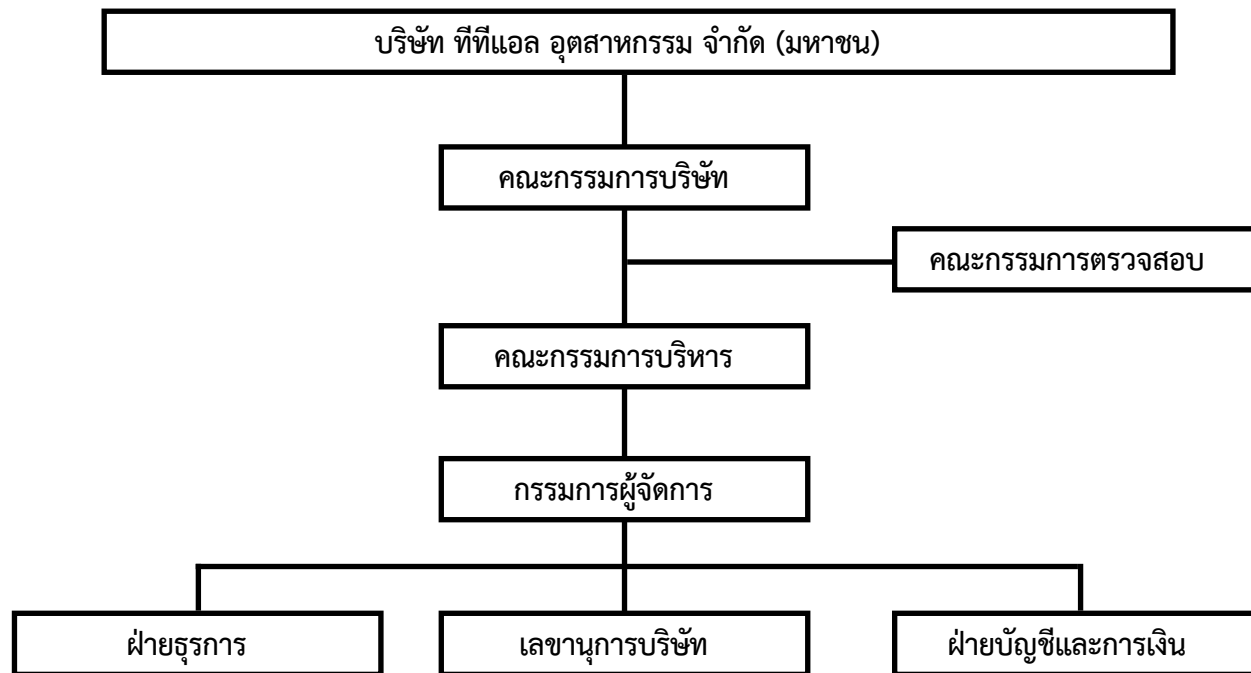 บริษัท ทีทีแอล อุตสาหกรรม จำกัด (มหาชน)
คณะกรรมการบริษัท
คณะกรรมการตรวจสอบ
คณะกรรมการบริหาร
กรรมการผู้จัดการ
ฝ่ายธุรการ
เลขานุการบริษัท
ฝ่ายบัญชีและการเงิน